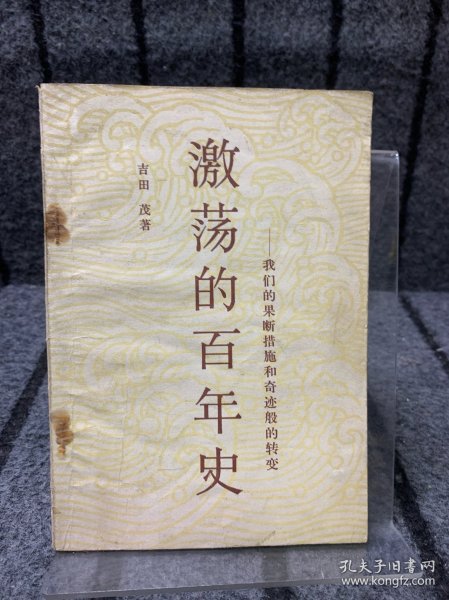 激荡的百年史
——我们的果断措施和奇迹般的转变
吉田 茂著
孔夫子旧书网
www.kongfz.com